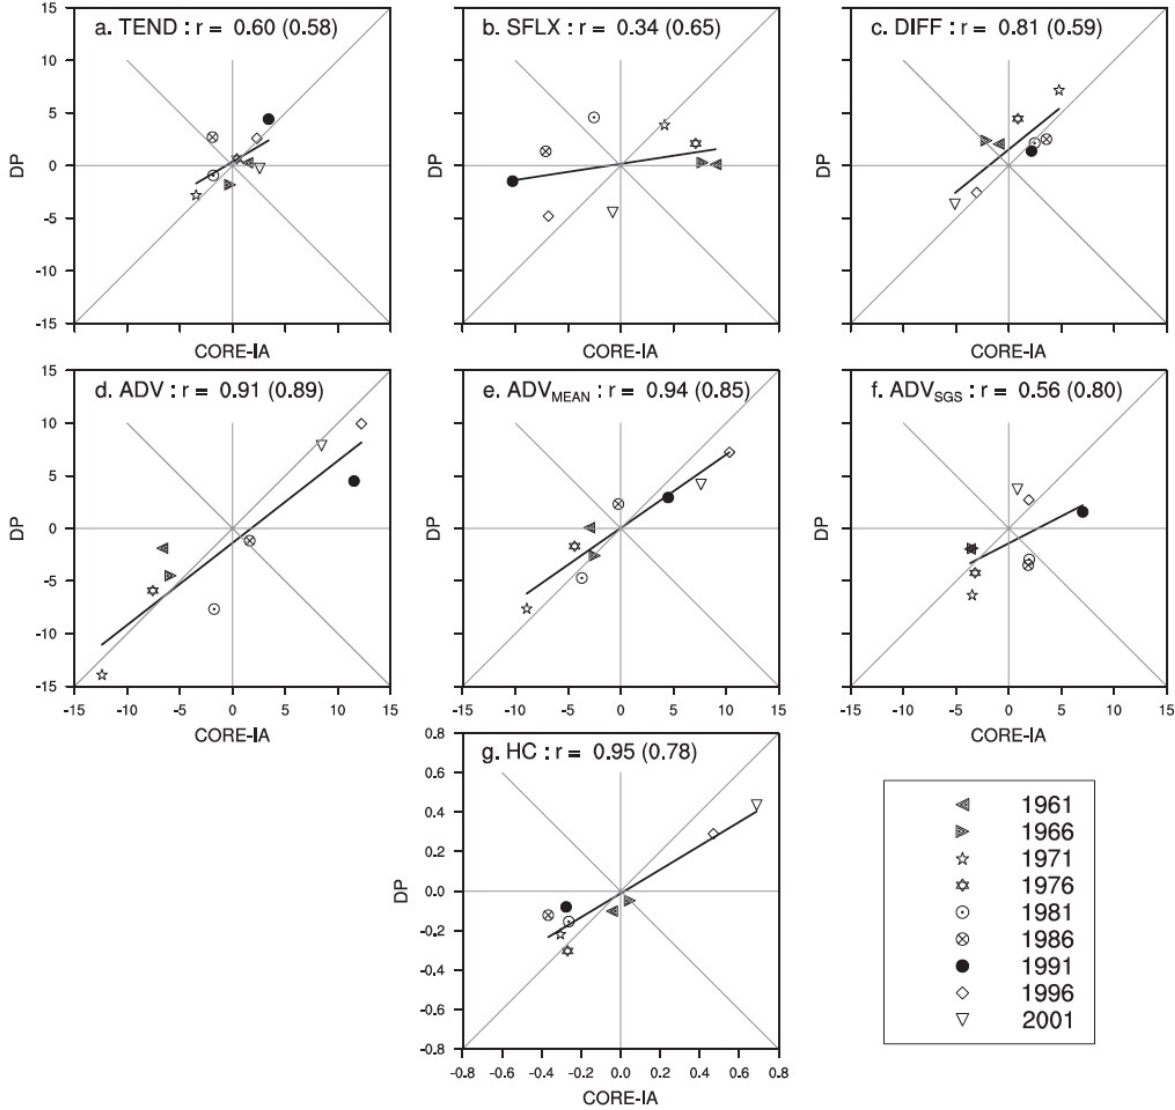 a. TEND : r = 0.60 (0.58)
b. SFLX : r = 0.34 (0.65)
c. DIFF : r = 0.81 (0.59)
15
10
5
0
-5
-10
-15
DP
DP
DP
-15 -10 -5 0 5 10 15
CORE-IA
CORE-IA
CORE-IA
d. ADV : r = 0.91 (0.89)
e. ADVMEAN : r = 0.94 (0.85)
f. ADVSGS : r = 0.56 (0.80)
15
10
5
0
-5
-10
-15
DP
DP
DP
-15 -10 -5 0 5 10 15
-15 -10 -5 0 5 10 15
-15 -10 -5 0 5 10 15
CORE-IA
CORE-IA
CORE-IA
g. HC : r = 0.95 (0.78)
0.8
0.6
0.4
0.2
0.0
-0.2
-0.4
-0.6
-0.8
DP
-0.8 -0.6 -0.4 -0.2 0.0 0.2 0.4 0.6 0.8
CORE-IA
1961
1966
1971
1976
1981
1986
1991
1996
2001